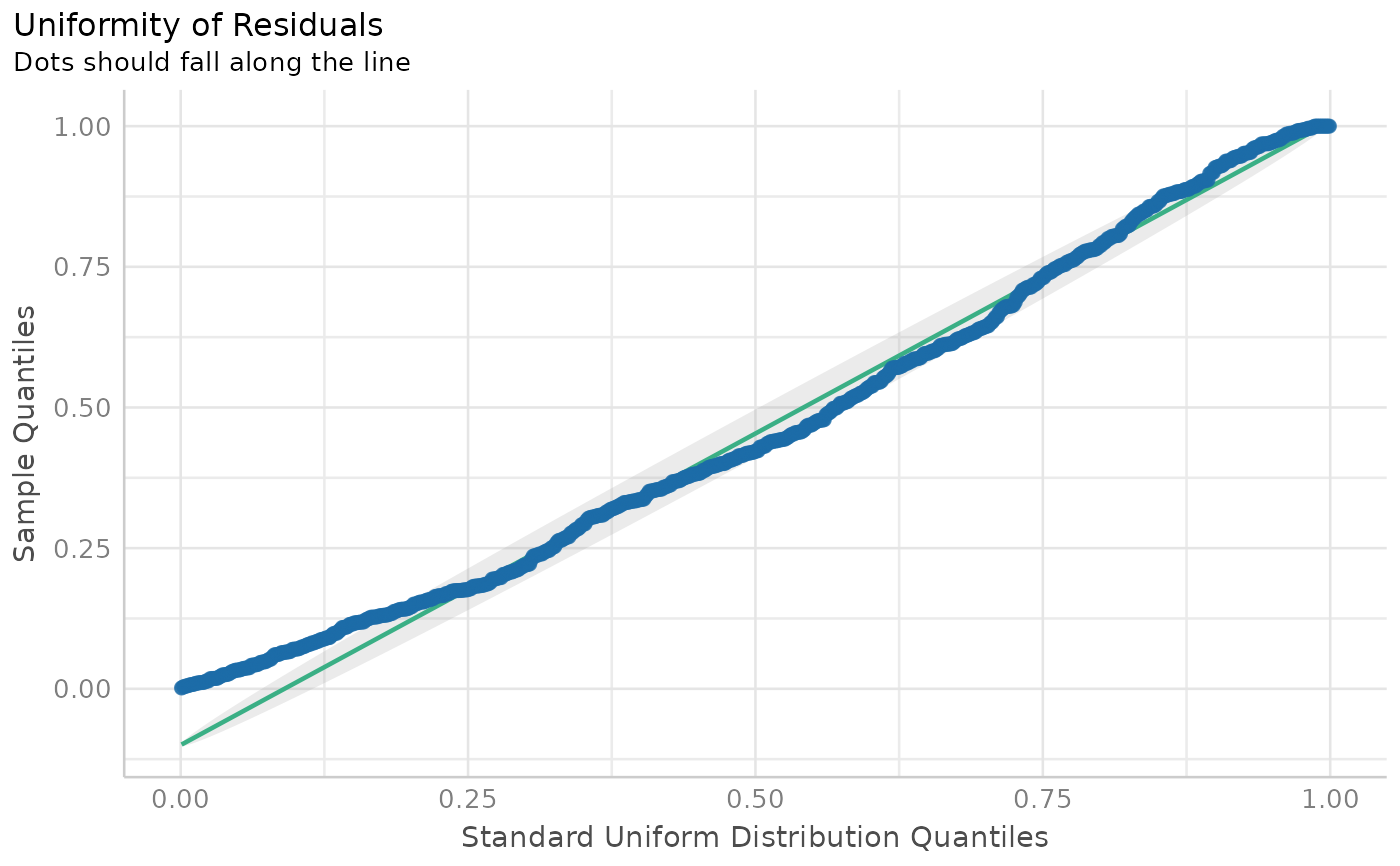 Uniformity of Residuals
Dots should fall along the line
1.00
0.75
0.50
0.25
0.00
Sample Quantiles
0.00 0.25 0.50 0.75 1.00
Standard Uniform Distribution Quantiles